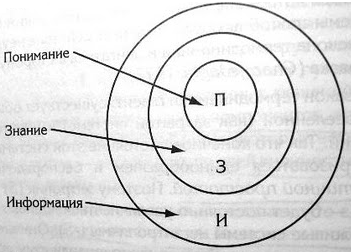 Понимание
П
Знание
З
Информация
И